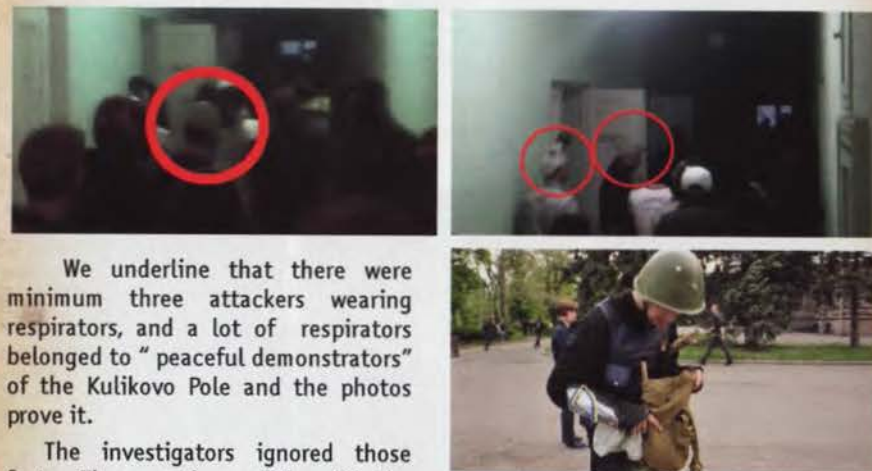 We underline that there were
minimum three attackers wearing
respirators, and a lot of respirators
belonged to “ peaceful demonstrators”
of the Kulikovo Pole and the photos
prove it.
The investigators ignored those